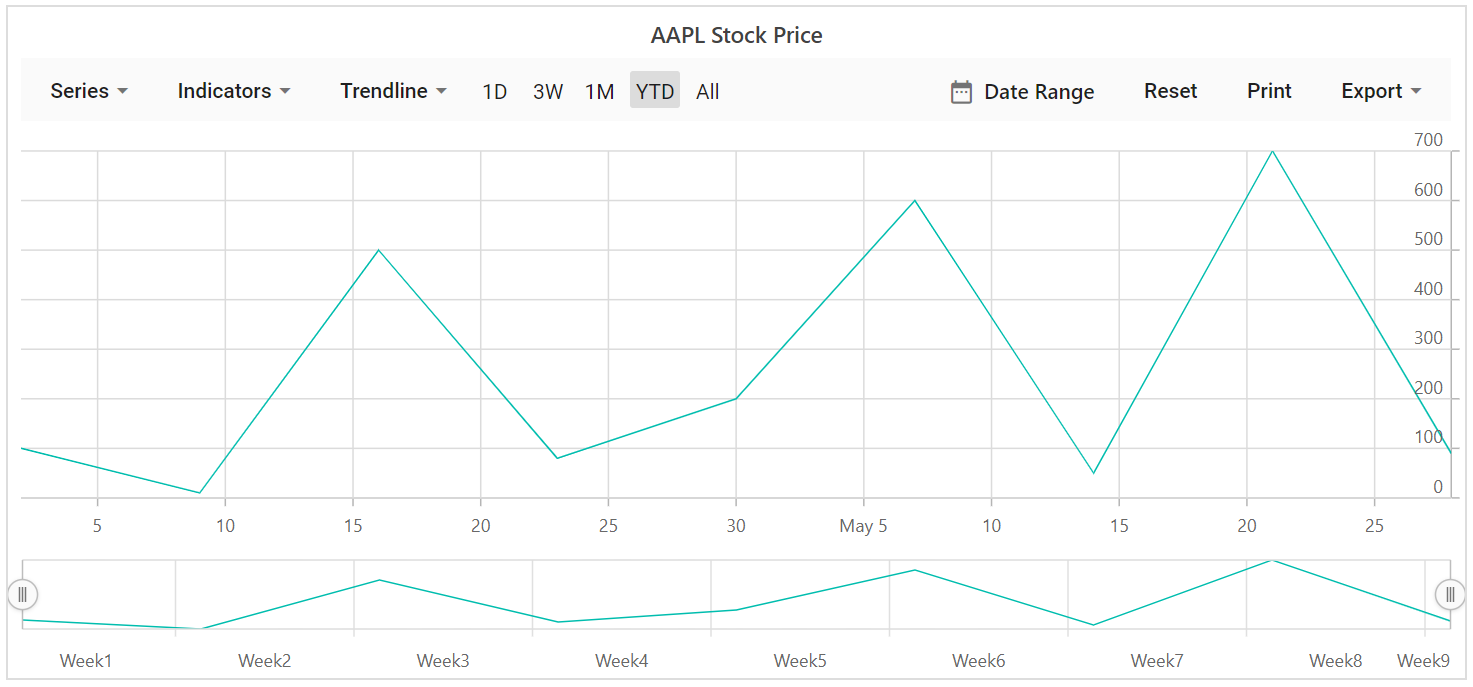 AAPL Stock Price
Series Indicators Trendline 1D 3W 1M YTD All Date Range Reset Print Export
700
600
500
400
300
200
100
0
5 10 15 20 25 30 May 5 10 15 20 25
Week1 Week2 Week3 Week4 Week5 Week6 Week7 Week8 Week9